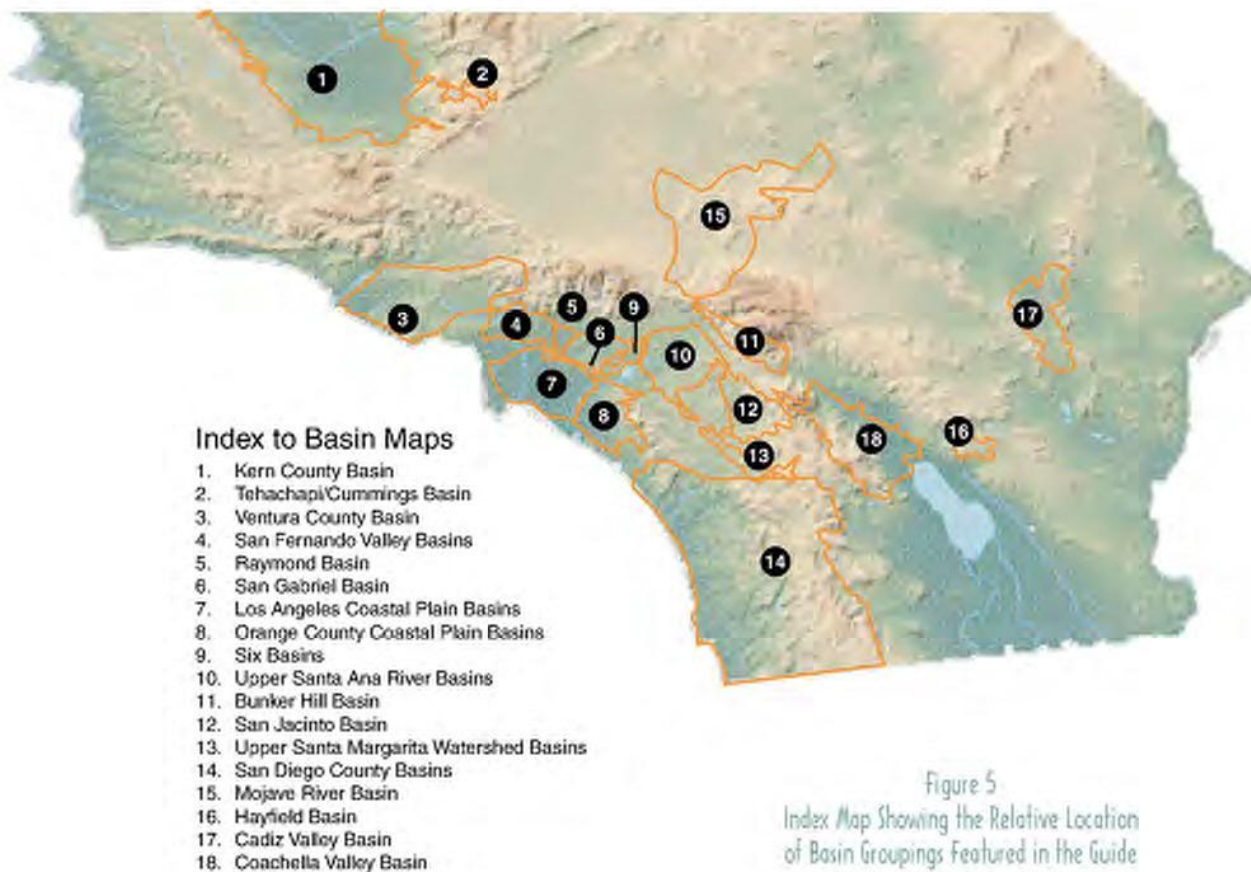 1
2
15
9
5
17
3
4
6
11
10
7
12
8
16
18
13
14
Index to Basin Maps
1. Kern County Basin
2. Tehachapi/Cummings Basin
3. Ventura County Basin
4. San Fernando Valley Basins
5. Raymond Basin
6. San Gabriel Basin
7. Los Angeles Coastal Plain Basins
8. Orange County Coastal Plain Basins
9. Six Basins
10. Upper Santa Ana River Basins
11. Bunker Hill Basin
12. San Jacinto Basin
13. Upper Santa Margarita Watershed Basins
14. San Diego County Basins
15. Mojave River Basin
16. Hayfield Basin
17. Cadiz Valley Basin
18. Coachella Valley Basin
Figure 5
Index Map Showing the Relative Location
of Basin Groupings Featured in the Guide